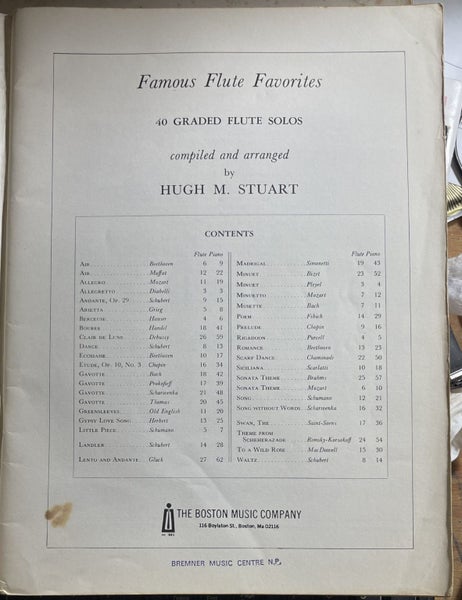 Famous Flute Favorites
40 GRADED FLUTE SOLOS
compiled and arranged
by
HUGH M. STUART
CONTENTS
Flute Piano
AIR Beethoven 6 9
AIR Moffat 12 22
ALLEGRO Mozart 11 19
ALLEGRETTO Diabelli 3 3
ANDANTE, OP. 29 Schubert 9 15
ARIETTA Grieg 5 8
BERCEUSE Hauser 4 6
BOUREE Handel 18 41
CLAIR DE LUNE Debussy 26 59
DANCE Schubert 8 13
ECOSSAISE Beethoven 10 17
ETUDE, OP. 10, NO. 3 Chopin 16 34
GAVOTTE Bach 18 42
GAVOTTE Prokofieff 17 39
GAVOTTE Scharwenka 21 48
GAVOTTE Thomas 20 45
GREENSLEEVES Old English 11 20
GYPSY LOVE SONG Herbert 13 25
LITTLE PIECE Schumann 5 7
LANDLER Schubert 14 28
LENTO AND ANDANTE Gluck 27 62
Flute Piano
MADRIGAL Simonetti 19 43
MINUET Bizet 23 52
MINUET Pleyel 3 4
MINUETTO Mozart 7 12
MUSETTE Bach 7 11
POEM Fibich 14 29
PRELUDE Chopin 9 16
RIGADOON Purcell 4 5
ROMANCE Beethoven 13 23
SCARF DANCE Chaminade 22 50
SICILIANA Scarlatti 10 18
SONATA THEME Brahms 25 57
SONATA THEME Mozart 6 10
SONG Schumann 12 21
SONG WITHOUT WORDS Scharwenka 16 32
SWAN, THE Saint-Saens 17 36
THEME FROM
SCHEHERAZADE Rimsky-Korsakoff 24 54
TO A WILD ROSE MacDowell 15 30
WALTZ Schubert 8 14
THE BOSTON MUSIC COMPANY
116 Boylston St., Boston, Ma 02116
BREMNER MUSIC CENTRE N.P.